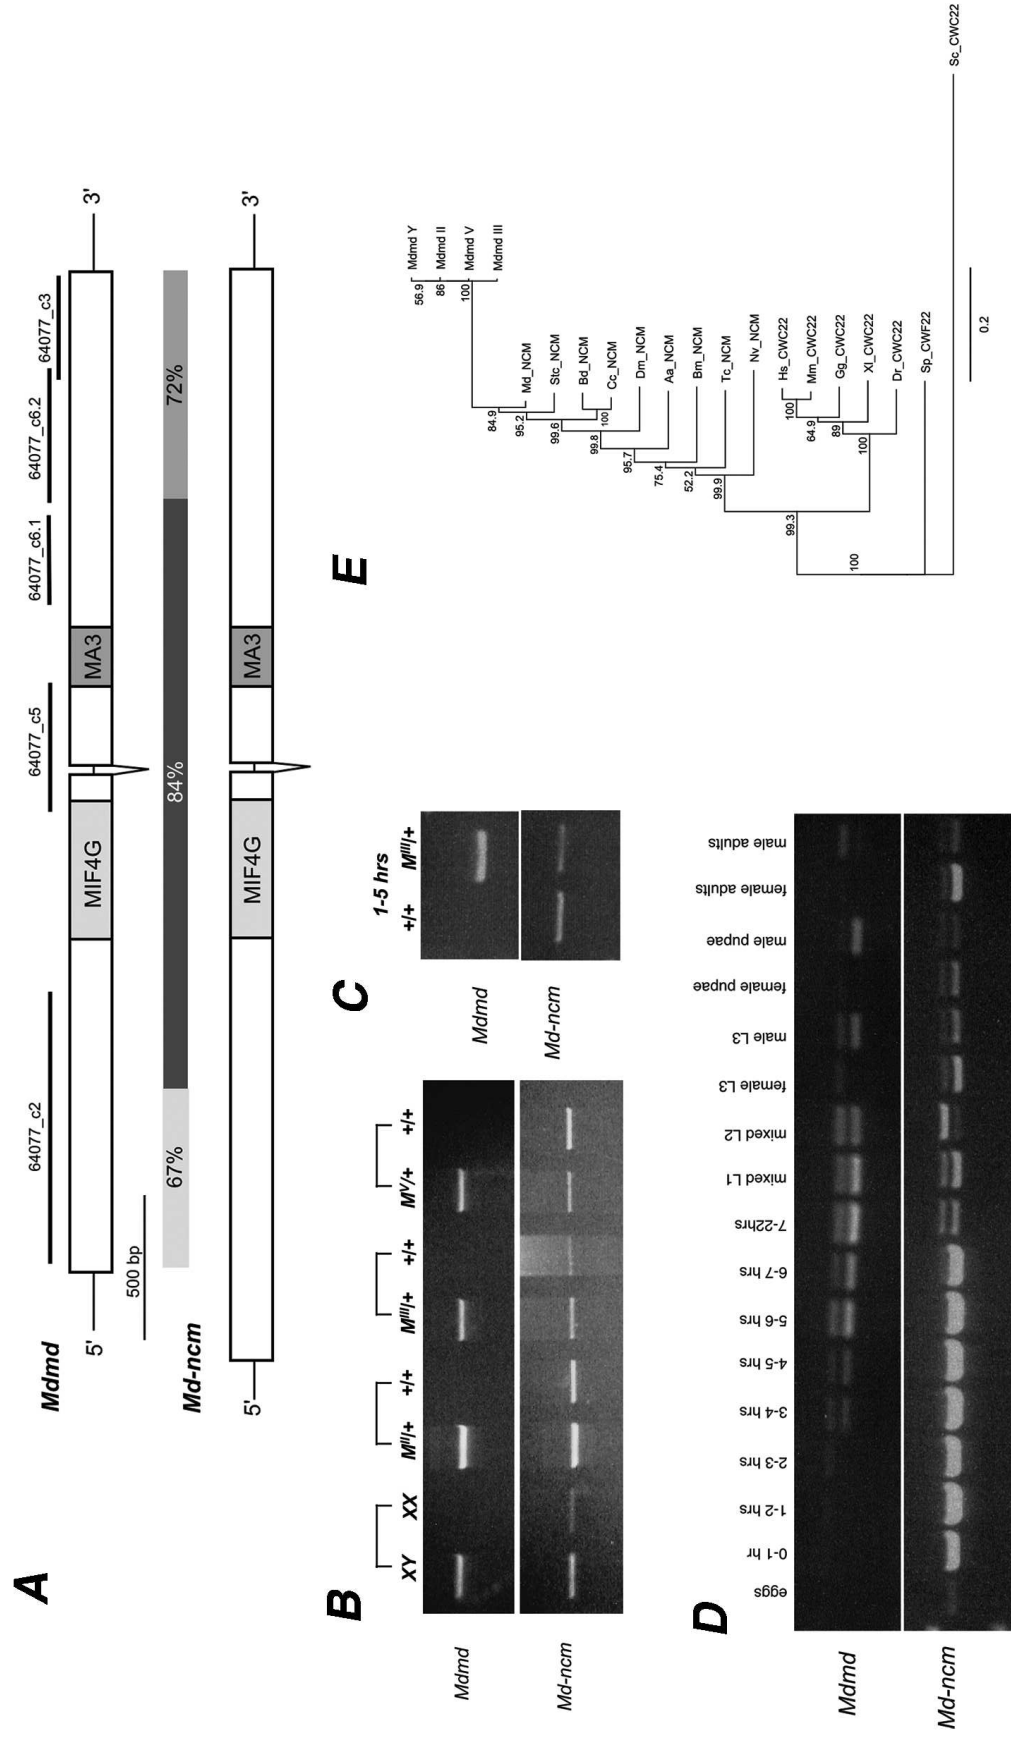 A
Mdmd
64077_c2
64077_c5
64077_c6.1
64077_c6.2
64077_c3
5'
MIF4G
MA3
3'
500 bp
Md-ncm
67%
84%
72%
5'
MIF4G
MA3
3'
B
XY
XX
MII/+
+/+
MIII/+
+/+
MV/+
+/+
Mdmd
Md-ncm
C
1-5 hrs
+/+
MIII/+
Mdmd
Md-ncm
D
eggs
0-1 hr
1-2 hrs
2-3 hrs
3-4 hrs
4-5 hrs
5-6 hrs
6-7 hrs
7-22hrs
mixed L1
mixed L2
female L3
male L3
female pupae
male pupae
female adults
male adults
Mdmd
Md-ncm
E
56.9
Mdmd Y
86
Mdmd II
100
Mdmd V
Mdmd III
84.9
Md_NCM
95.2
Stc_NCM
99.6
Bd_NCM
100
Cc_NCM
99.8
Dm_NCM
95.7
Aa_NCM
75.4
Bm_NCM
52.2
Tc_NCM
99.9
Nv_NCM
99.3
100
Hs_CWC22
Mm_CWC22
64.9
Gg_CWC22
89
Xl_CWC22
100
Dr_CWC22
100
Sp_CWF22
Sc_CWC22
0.2